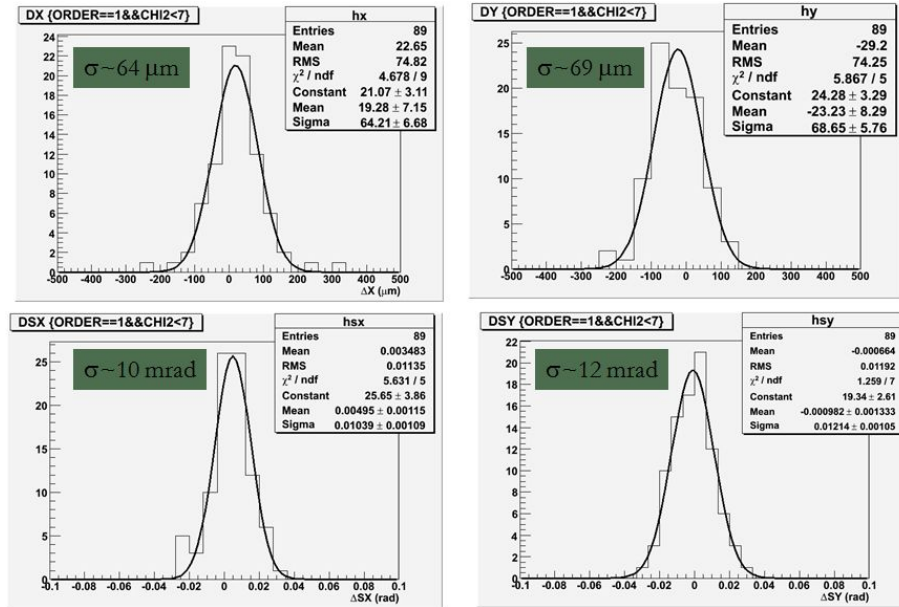 DX {ORDER==1&&CHI2<7}
σ~64 μm
hx
Entries 89
Mean 22.65
RMS 74.82
χ² / ndf 4.678 / 9
Constant 21.07 ± 3.11
Mean 19.28 ± 7.15
Sigma 64.21 ± 6.68
24
22
20
18
16
14
12
10
8
6
4
2
0
-500 -400 -300 -200 -100 0 100 200 300 400 500
ΔX (μm)
DY {ORDER==1&&CHI2<7}
σ~69 μm
hy
Entries 89
Mean -29.2
RMS 74.25
χ² / ndf 5.867 / 5
Constant 24.28 ± 3.29
Mean -23.23 ± 8.29
Sigma 68.65 ± 5.76
25
20
15
10
5
0
-500 -400 -300 -200 -100 0 100 200 300 400 500
DSX {ORDER==1&&CHI2<7}
σ~10 mrad
hsx
Entries 89
Mean 0.003483
RMS 0.01135
χ² / ndf 5.631 / 5
Constant 25.65 ± 3.86
Mean 0.00495 ± 0.00115
Sigma 0.01039 ± 0.00109
25
20
15
10
5
0
-0.1 -0.08 -0.06 -0.04 -0.02 0 0.02 0.04 0.06 0.08 0.1
ΔSX (rad)
DSY {ORDER==1&&CHI2<7}
σ~12 mrad
hsy
Entries 89
Mean -0.000664
RMS 0.01192
χ² / ndf 1.259 / 7
Constant 19.34 ± 2.61
Mean -0.000982 ± 0.001333
Sigma 0.01214 ± 0.00105
22
20
18
16
14
12
10
8
6
4
2
0
-0.1 -0.08 -0.06 -0.04 -0.02 0 0.02 0.04 0.06 0.08 0.1
ΔSY (rad)